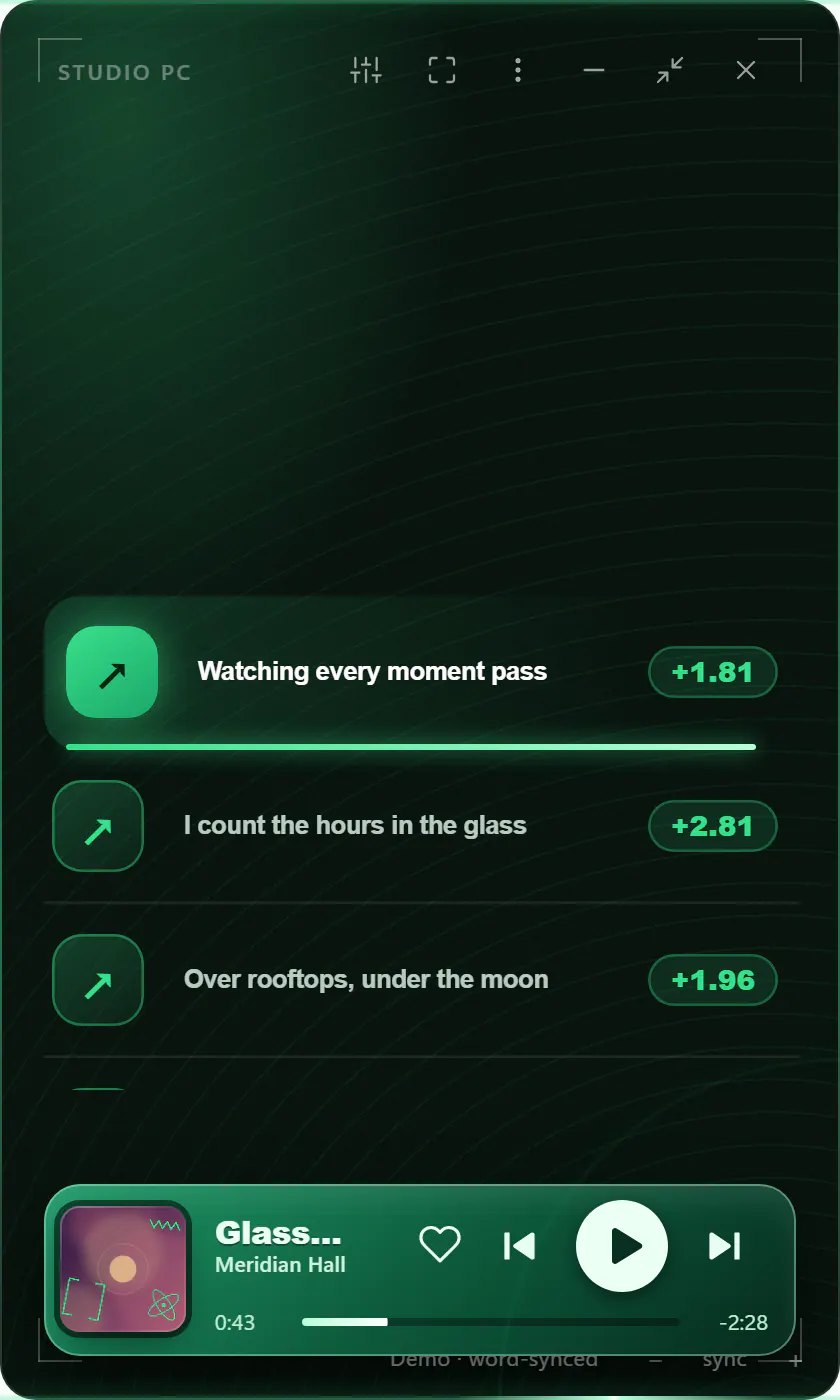 STUDIO PC
Watching every moment pass
+1.81
I count the hours in the glass
+2.81
Over rooftops, under the moon
+1.96
Glass...
Meridian Hall
0:43
-2:28
Demo · word-synced − sync +